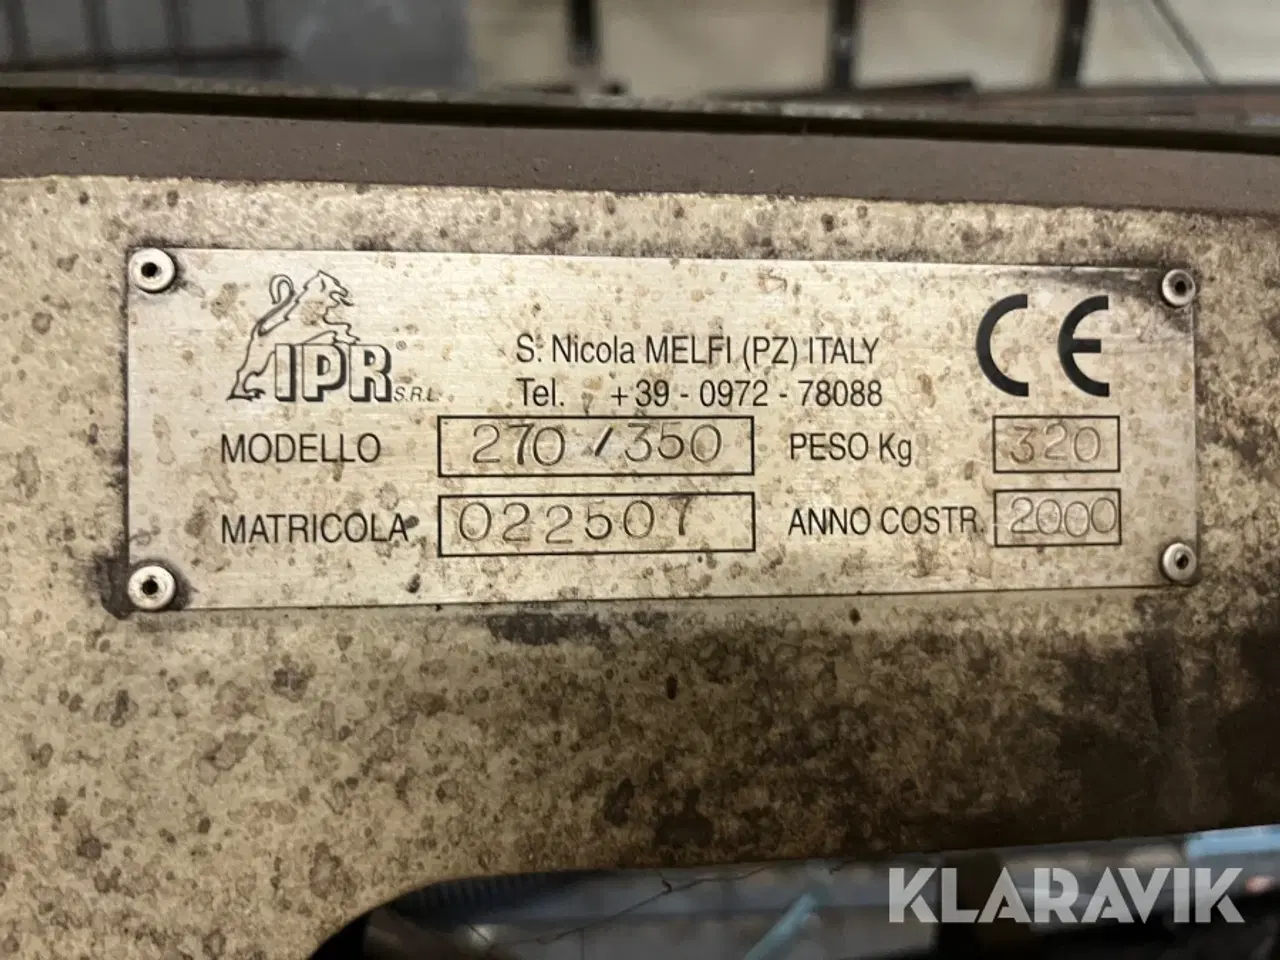 IPR® S.R.L.
S. Nicola MELFI (PZ) ITALY
Tel. +39 - 0972 - 78088
CE
MODELLO 270/350 PESO Kg 320
MATRICOLA 022507 ANNO COSTR. 2000
KLARAVIK